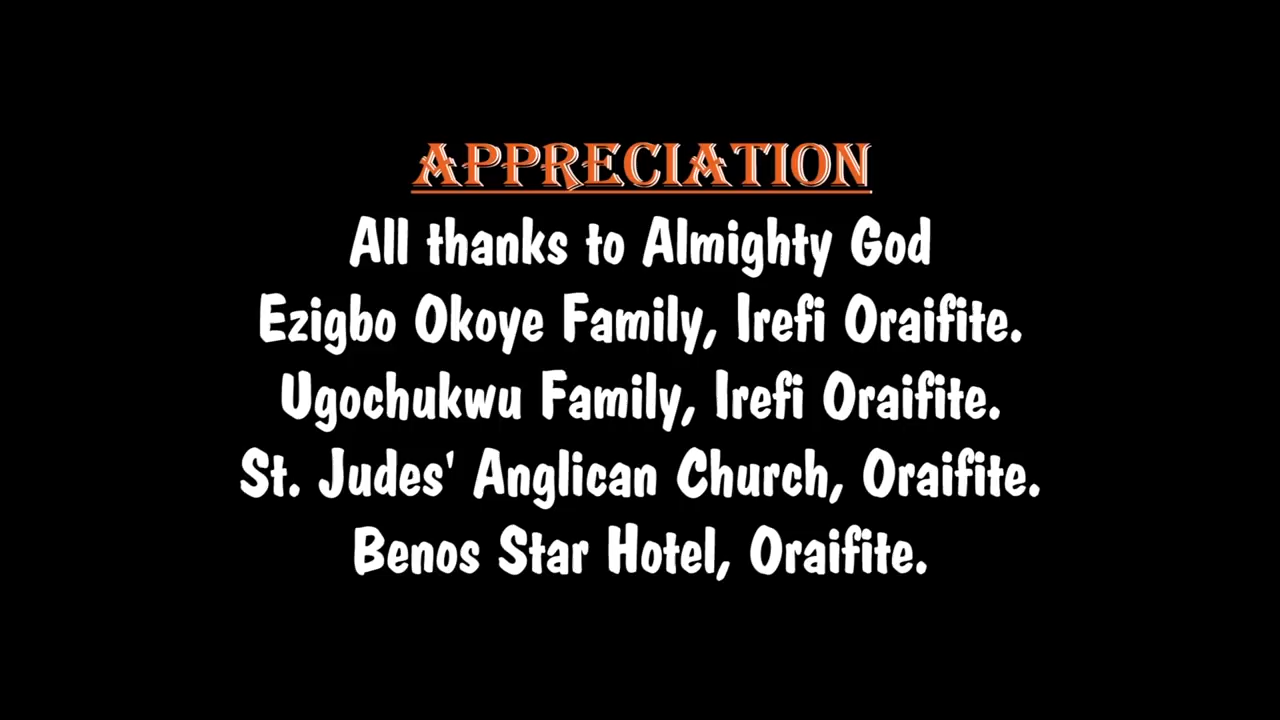 APPRECIATION
All thanks to Almighty God
Ezigbo Okoye Family, Irefi Oraifite.
Ugochukwu Family, Irefi Oraifite.
St. Judes' Anglican Church, Oraifite.
Benos Star Hotel, Oraifite.